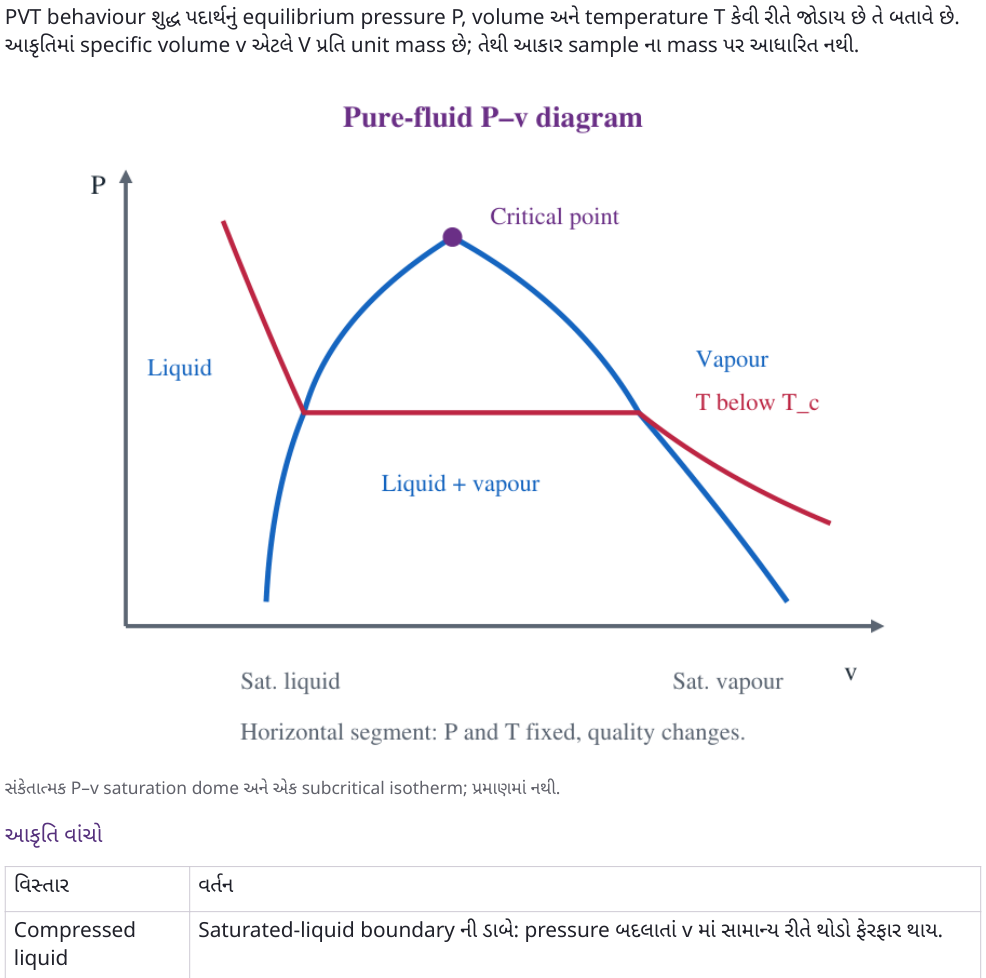 PVT behaviour શુદ્ધ પદાર્થનું equilibrium pressure P, volume અને temperature T કેવી રીતે જોડાય છે તે બતાવે છે.
આકૃતિમાં specific volume v એટલે V પ્રતિ unit mass છે; તેથી આકાર sample ના mass પર આધારિત નથી.
Pure-fluid P–v diagram
P
Critical point
Liquid
Vapour
T below T_c
Liquid + vapour
Sat. liquid
Sat. vapour
v
Horizontal segment: P and T fixed, quality changes.
સંકેતાત્મક P–v saturation dome અને એક subcritical isotherm; પ્રમાણમાં નથી.
આકૃતિ વાંચો
વિસ્તાર
વર્તન
Compressed liquid
Saturated-liquid boundary ની ડાબે: pressure બદલાતાં v માં સામાન્ય રીતે થોડો ફેરફાર થાય.